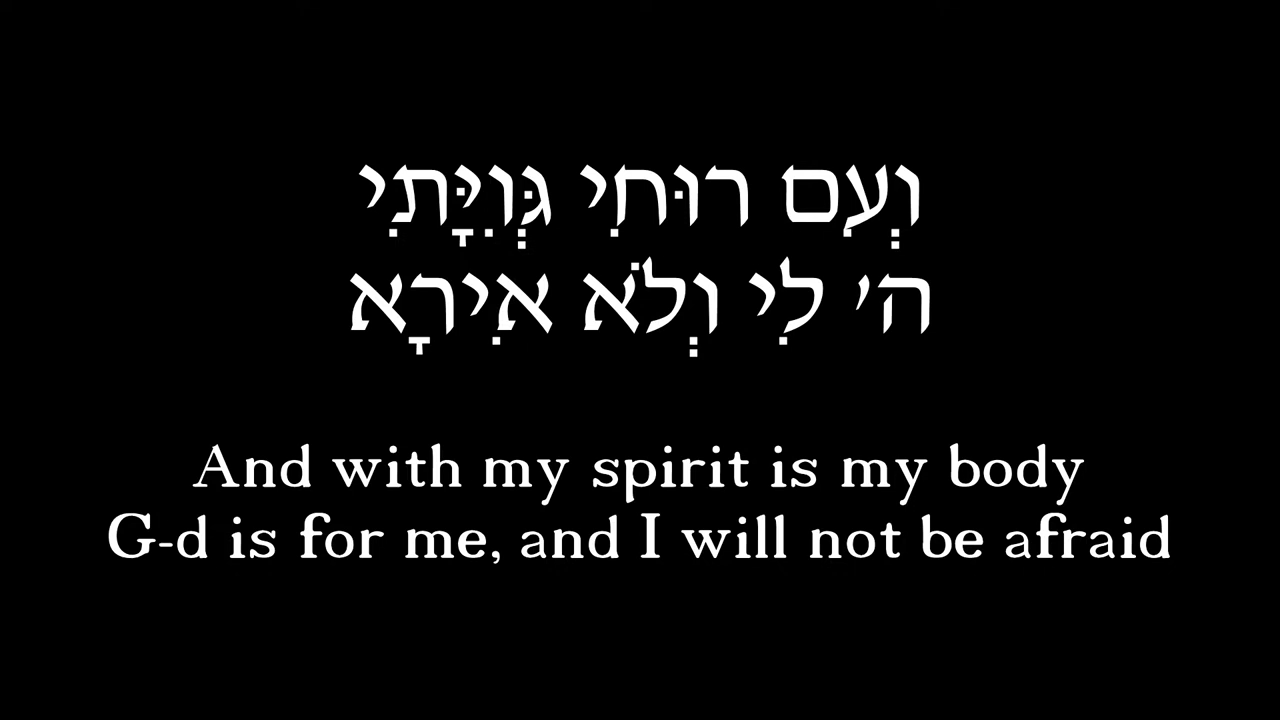 וְעִם רוּחִי גְּוִיָּתִי
ה׳ לִי וְלֹא אִירָא
And with my spirit is my body
G-d is for me, and I will not be afraid